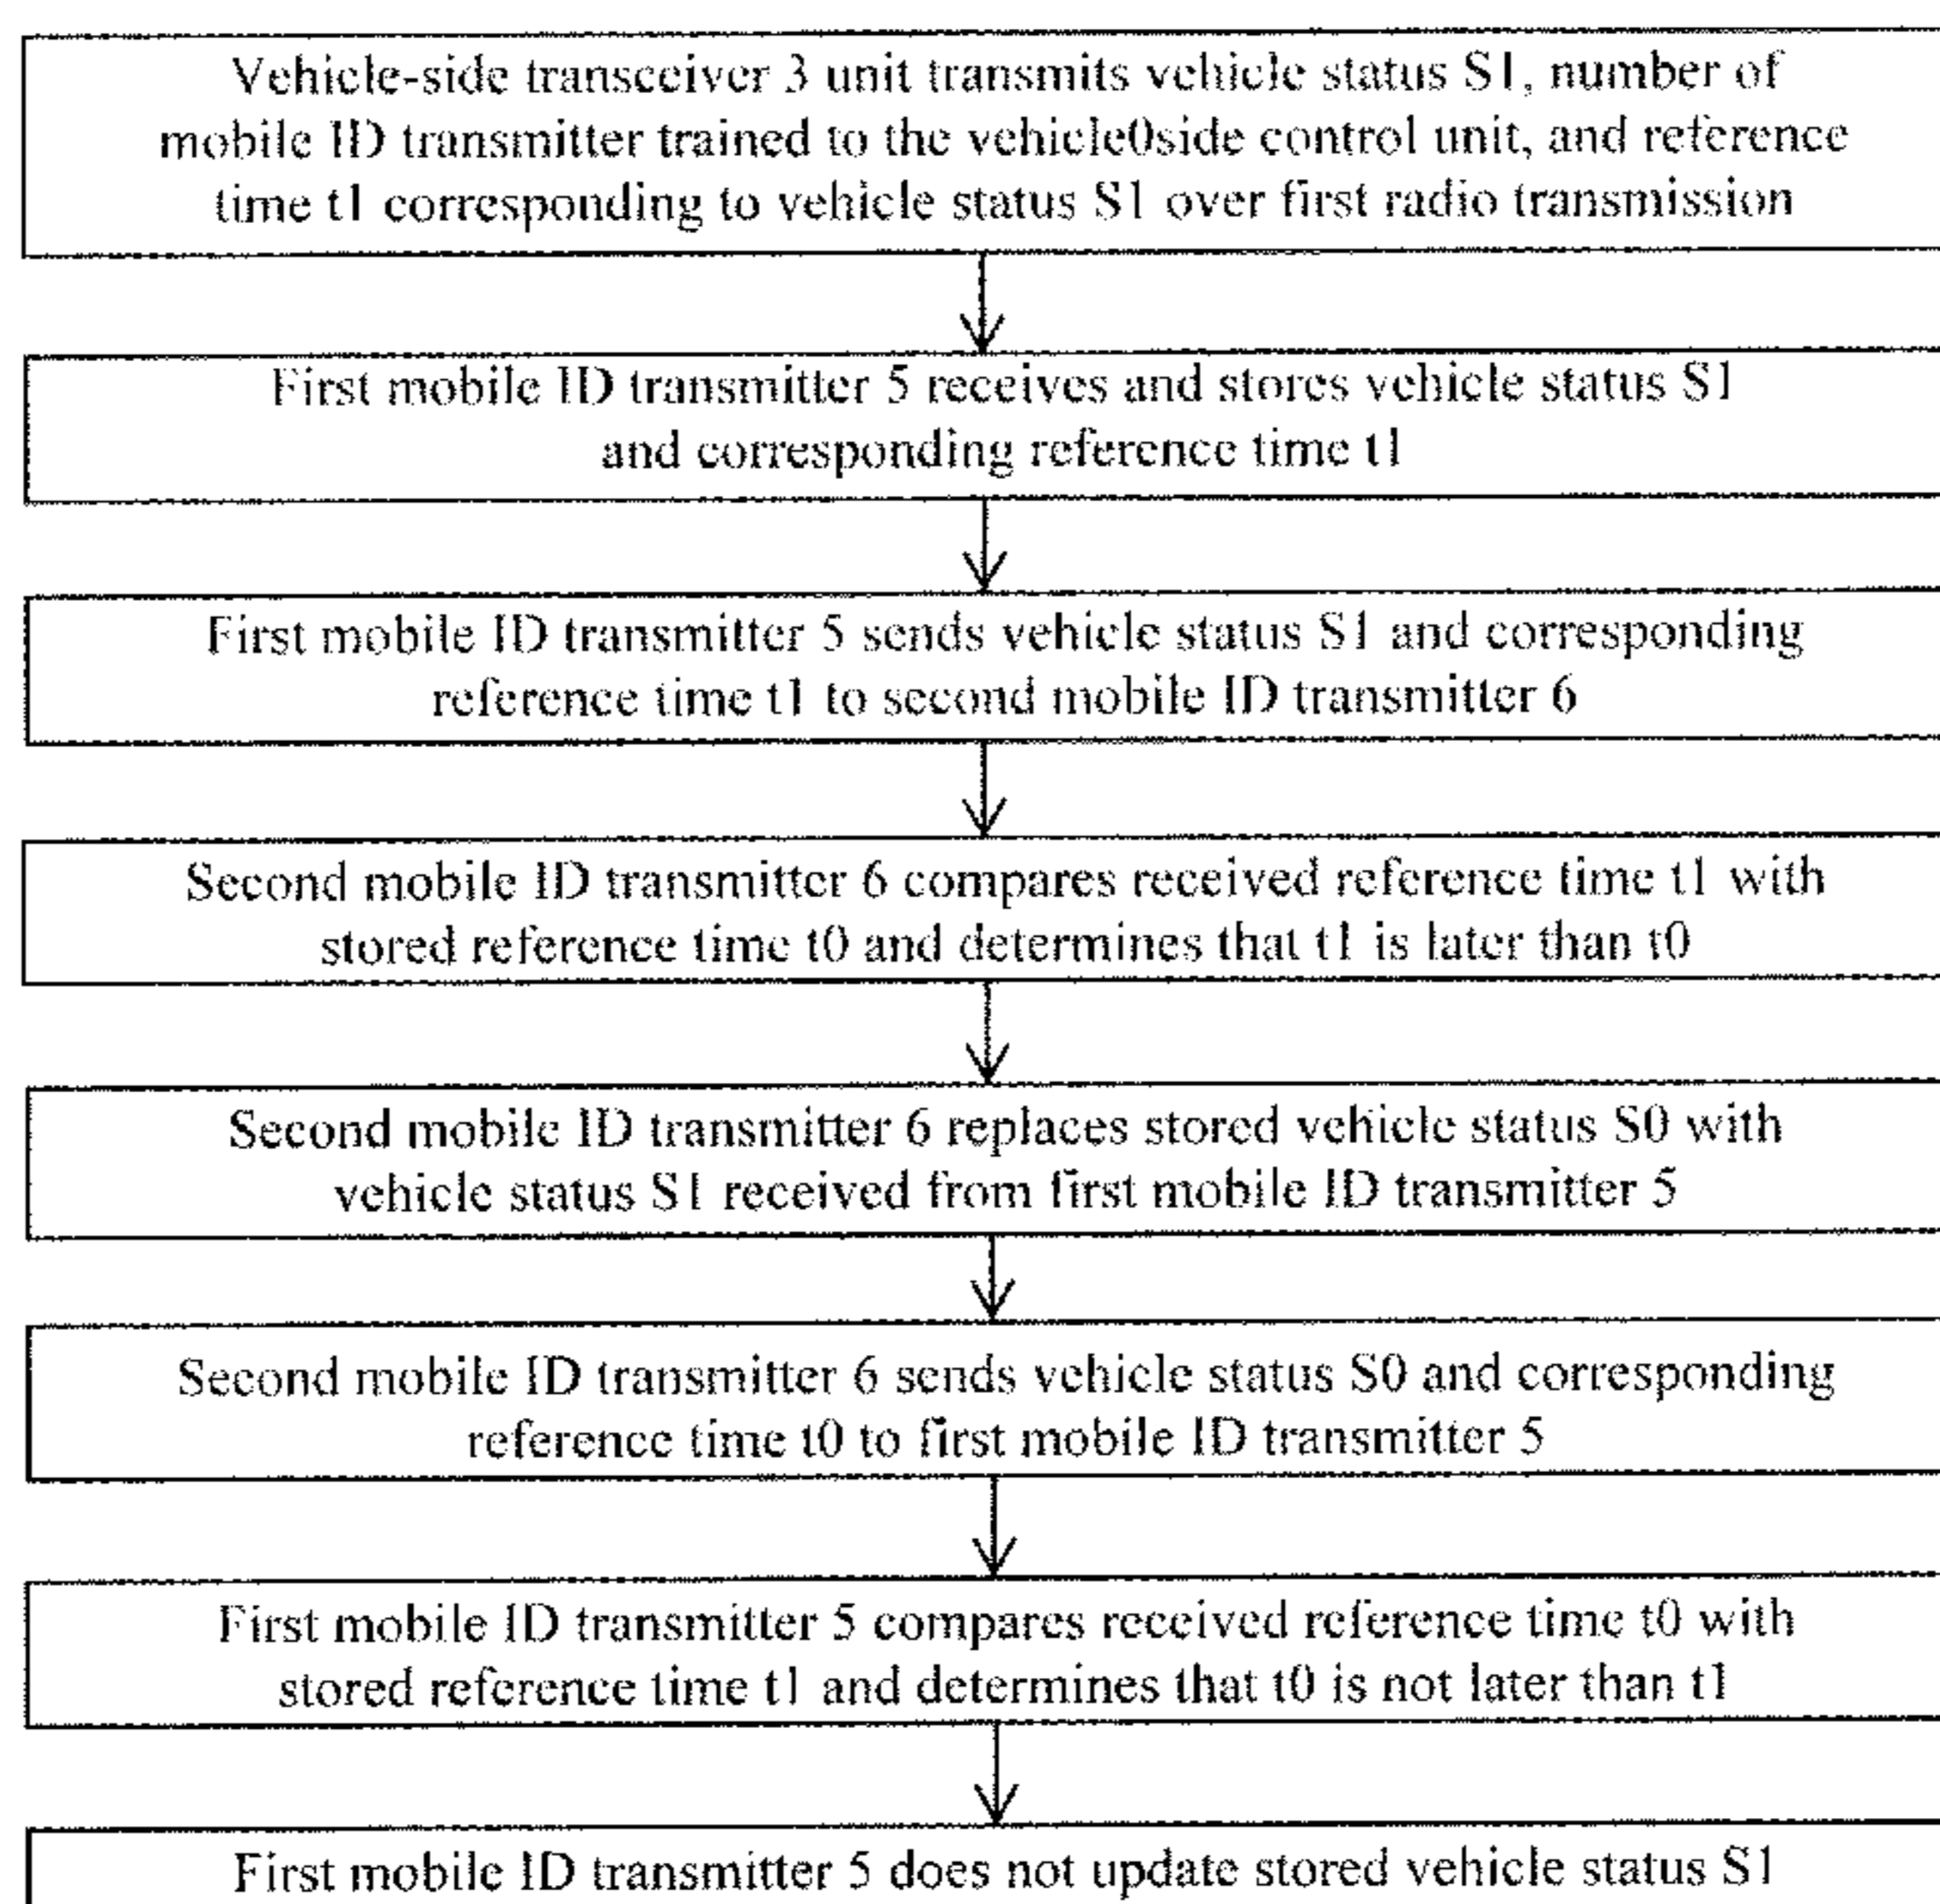 Vehicle-side transceiver 3 unit transmits vehicle status S1, number of
mobile ID transmitter trained to the vehicle0side control unit, and reference
time t1 corresponding to vehicle status S1 over first radio transmission
First mobile ID transmitter 5 receives and stores vehicle status S1
and corresponding reference time t1
First mobile ID transmitter 5 sends vehicle status S1 and corresponding
reference time t1 to second mobile ID transmitter 6
Second mobile ID transmitter 6 compares received reference time t1 with
stored reference time t0 and determines that t1 is later than t0
Second mobile ID transmitter 6 replaces stored vehicle status S0 with
vehicle status S1 received from first mobile ID transmitter 5
Second mobile ID transmitter 6 sends vehicle status S0 and corresponding
reference time t0 to first mobile ID transmitter 5
First mobile ID transmitter 5 compares received reference time t0 with
stored reference time t1 and determines that t0 is not later than t1
First mobile ID transmitter 5 does not update stored vehicle status S1